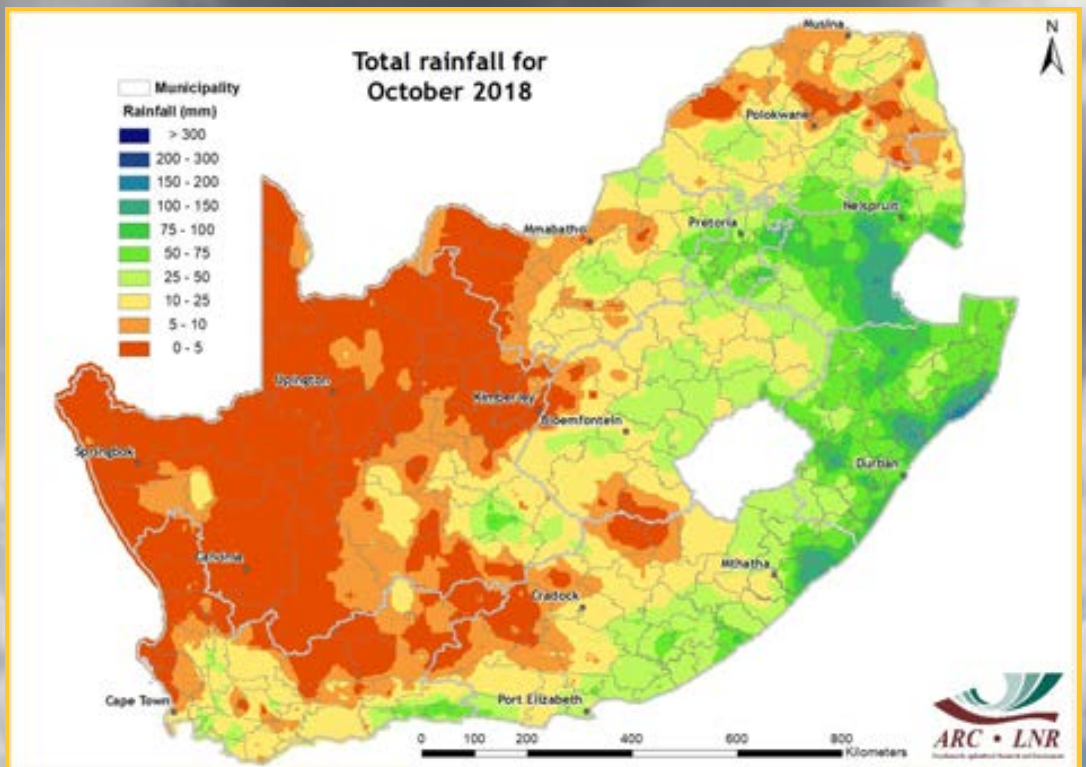 Total rainfall for
October 2018
N
Municipality
Rainfall (mm)
> 300
200 - 300
150 - 200
100 - 150
75 - 100
50 - 75
25 - 50
10 - 25
5 - 10
0 - 5
Musina
Polokwane
Nelspruit
Pretoria
Mmabatho
Upington
Kimberley
Bloemfontein
Springbok
Durban
Calvinia
Mthatha
Cradock
Cape Town
Port Elizabeth
0 100 200 400 600 800
Kilometers
ARC • LNR